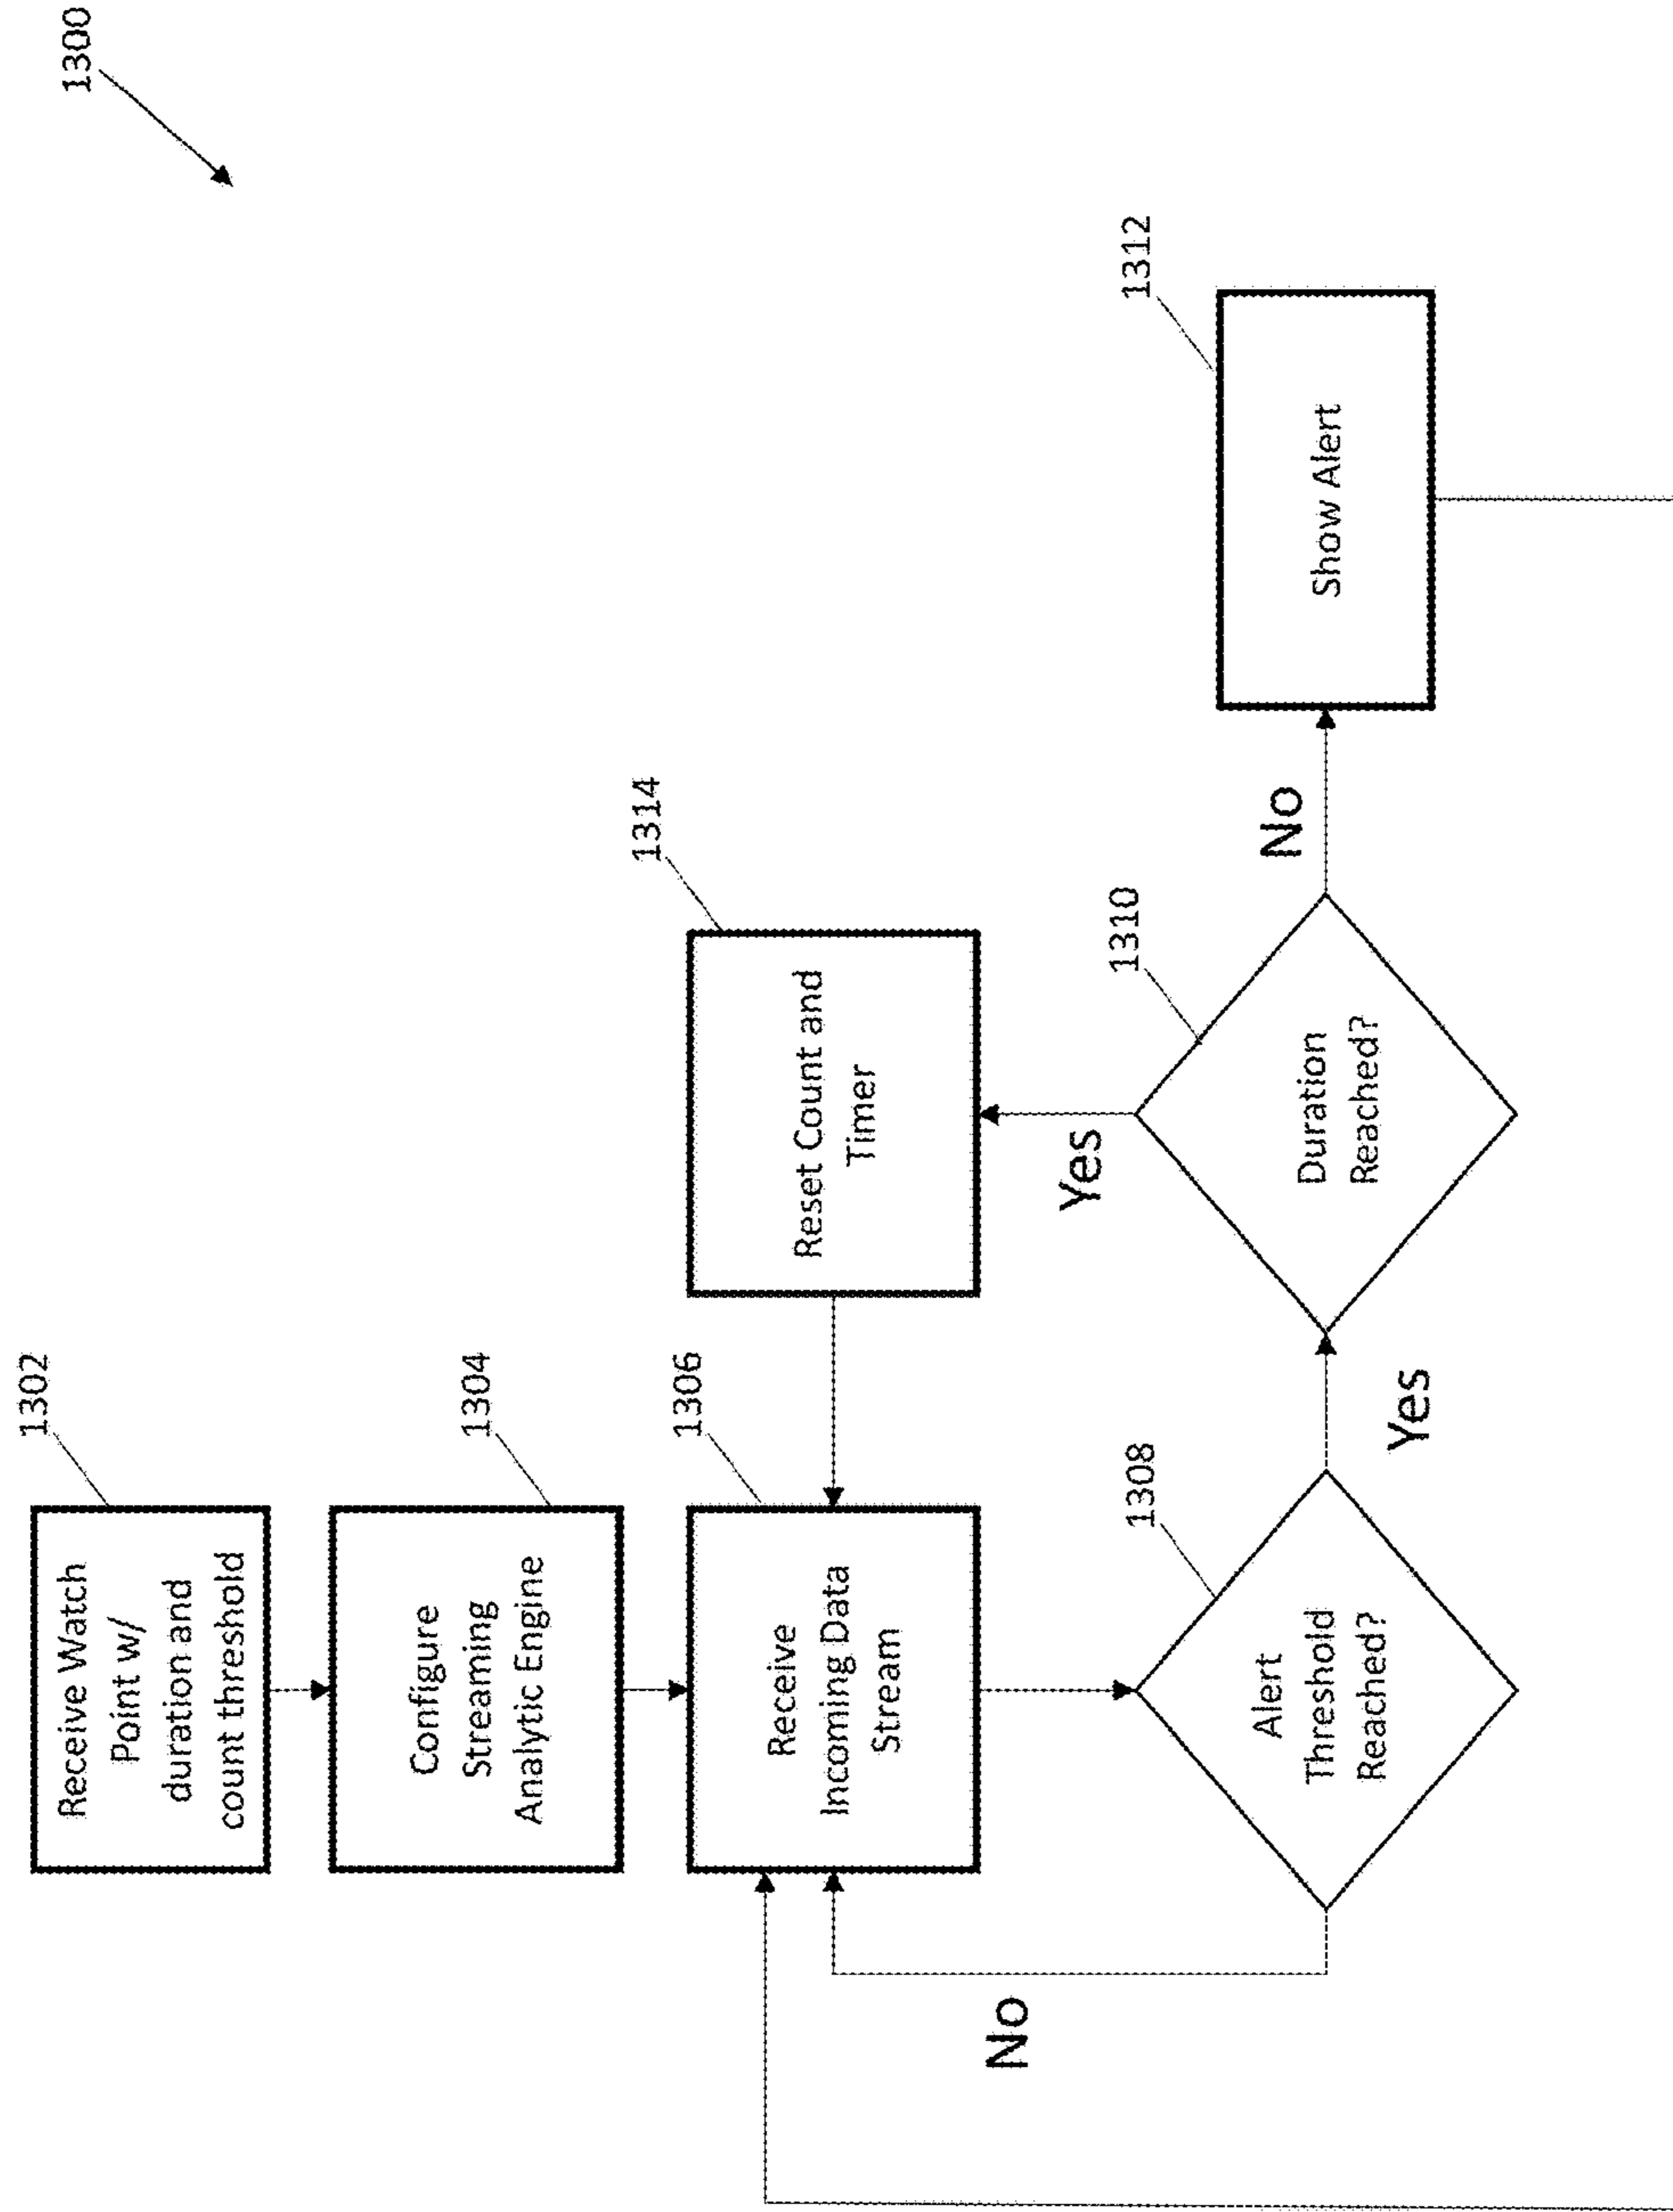 1300
1302
Receive Watch
Point w/
duration and
count threshold
1304
Configure
Streaming
Analytic Engine
1306
Receive
Incoming Data
Stream
1314
Reset Count and
Timer
1308
Alert
Threshold
Reached?
No
Yes
1310
Duration
Reached?
Yes
No
1312
Show Alert